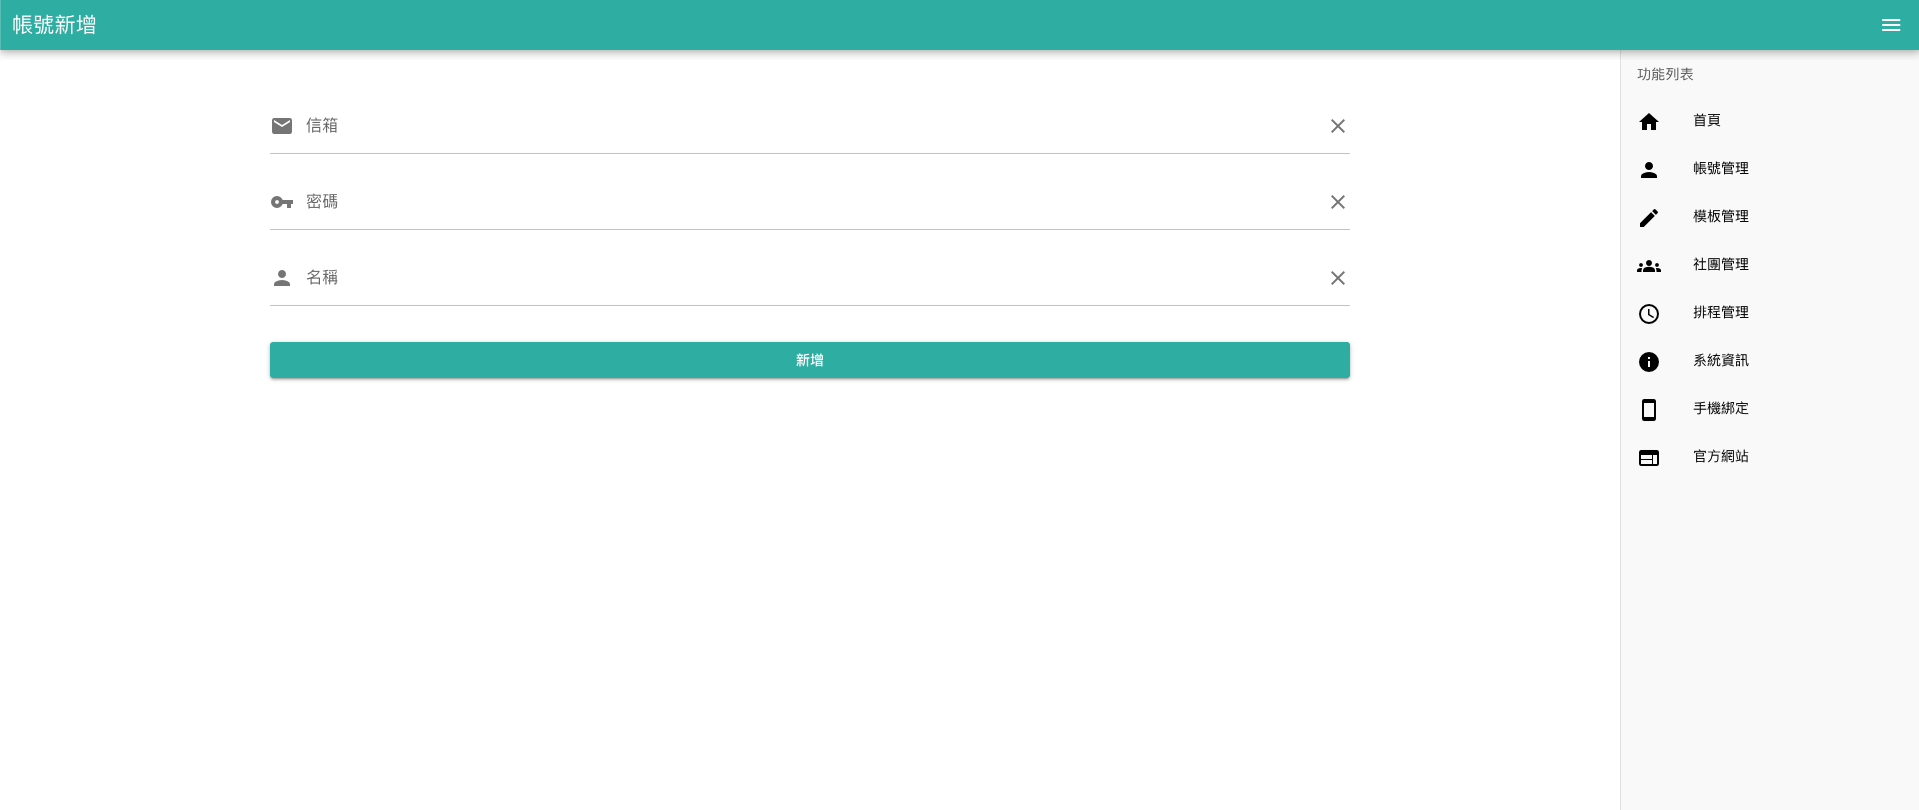 帳號新增
信箱
密碼
名稱
新增
功能列表
首頁
帳號管理
模板管理
社團管理
排程管理
系統資訊
手機綁定
官方網站